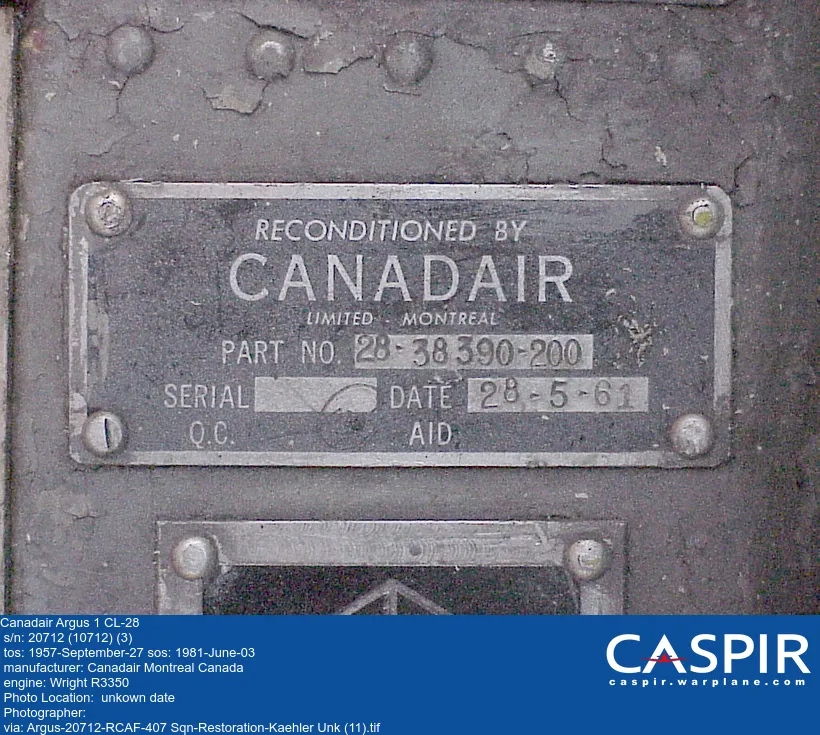 RECONDITIONED BY
CANADAIR
LIMITED - MONTREAL
PART NO. 28-38390-200
SERIAL DATE 28-5-61
Q.C. AID
Canadair Argus 1 CL-28
s/n: 20712 (10712) (3)
tos: 1957-September-27 sos: 1981-June-03
manufacturer: Canadair Montreal Canada
engine: Wright R3350
Photo Location: unkown date
Photographer:
via: Argus-20712-RCAF-407 Sqn-Restoration-Kaehler Unk (11).tif
CASPIR
caspir.warplane.com